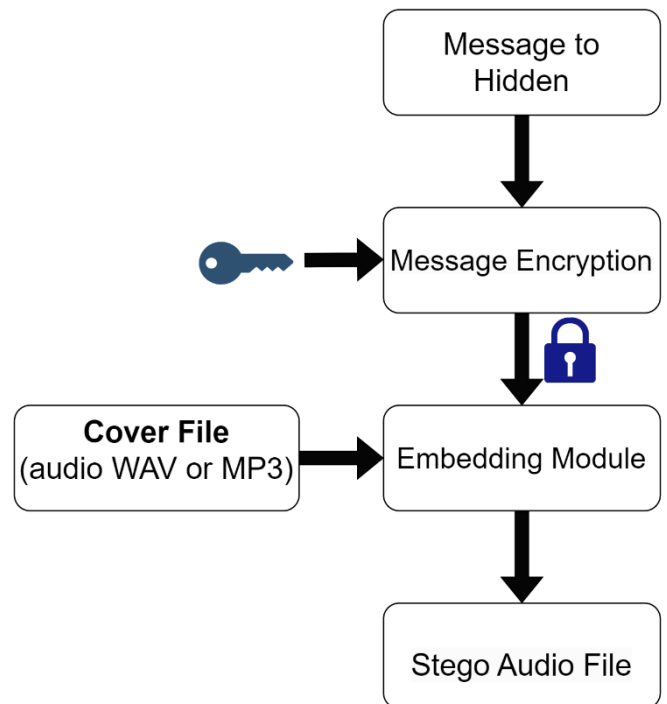 Message to
Hidden
Message Encryption
Cover File
(audio WAV or MP3)
Embedding Module
Stego Audio File